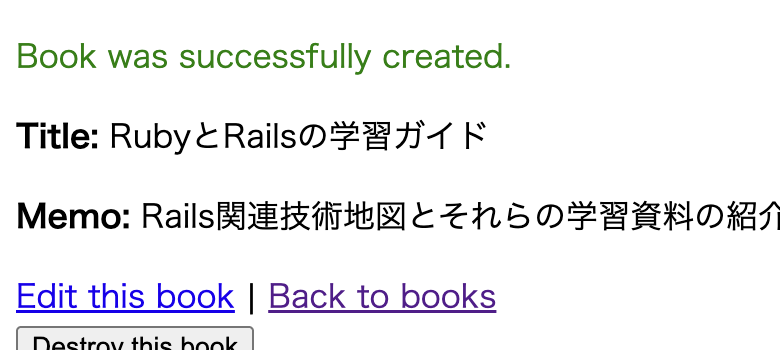 Book was successfully created.
Title: RubyとRailsの学習ガイド
Memo: Rails関連技術地図とそれらの学習資料の紹介
Edit this book | Back to books
Destroy this book